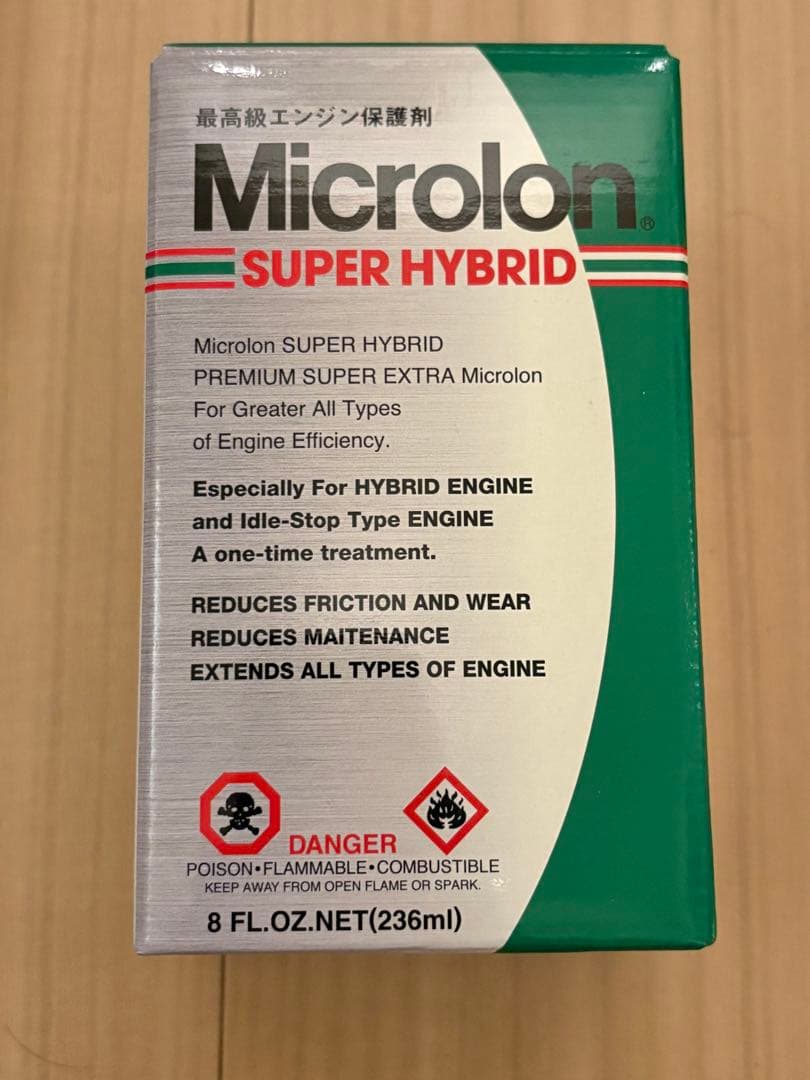 最高級エンジン保護剤
Microlon®
SUPER HYBRID
Microlon SUPER HYBRID
PREMIUM SUPER EXTRA Microlon
For Greater All Types
of Engine Efficiency.
Especially For HYBRID ENGINE
and Idle-Stop Type ENGINE
A one-time treatment.
REDUCES FRICTION AND WEAR
REDUCES MAITENANCE
EXTENDS ALL TYPES OF ENGINE
DANGER
POISON•FLAMMABLE•COMBUSTIBLE
KEEP AWAY FROM OPEN FLAME OR SPARK.
8 FL.OZ.NET(236ml)